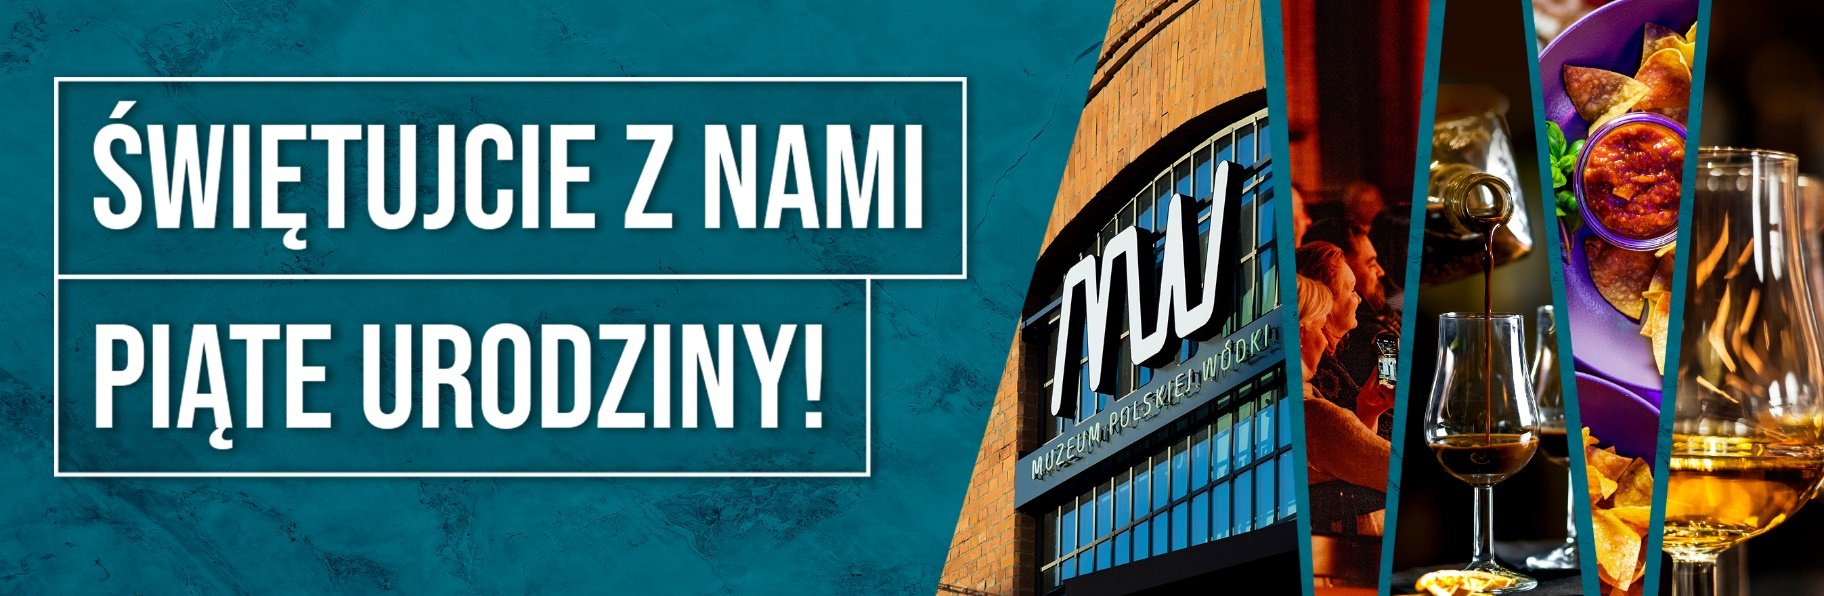 ŚWIĘTUJCIE Z NAMI
PIĄTE URODZINY!
MW
MUZEUM POLSKIEJ WÓDKI